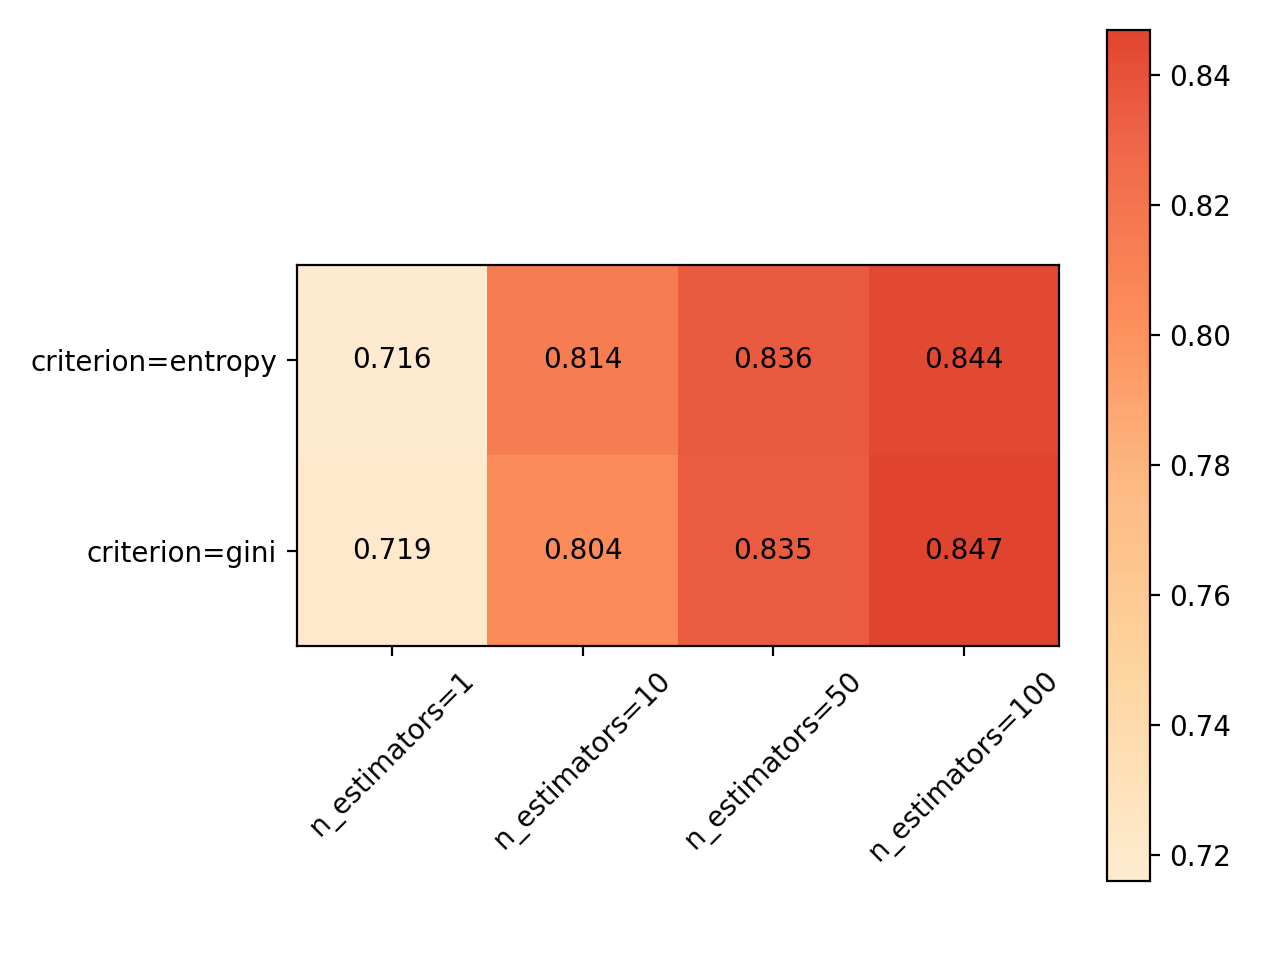 criterion=entropy
0.716 0.814 0.836 0.844
criterion=gini
0.719 0.804 0.835 0.847
n_estimators=1
n_estimators=10
n_estimators=50
n_estimators=100
0.84
0.82
0.80
0.78
0.76
0.74
0.72